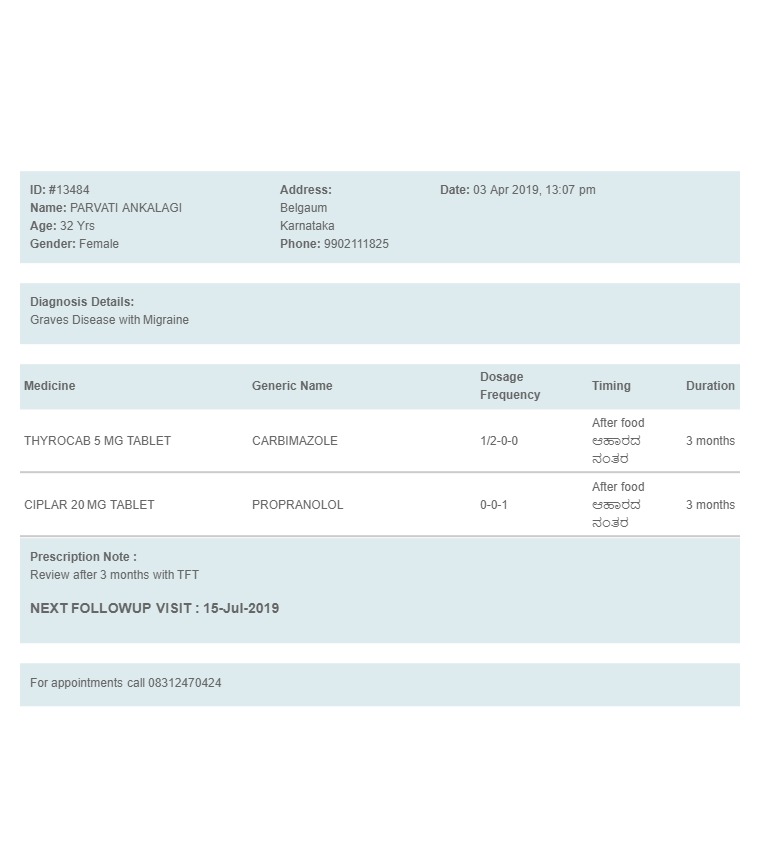 ID: #13484
Name: PARVATI ANKALAGI
Age: 32 Yrs
Gender: Female
Address:
Belgaum
Karnataka
Phone: 9902111825
Date: 03 Apr 2019, 13:07 pm
Diagnosis Details:
Graves Disease with Migraine
Medicine Generic Name Dosage Frequency Timing Duration
THYROCAB 5 MG TABLET CARBIMAZOLE 1/2-0-0 After food ಆಹಾರದ ನಂತರ 3 months
CIPLAR 20 MG TABLET PROPRANOLOL 0-0-1 After food ಆಹಾರದ ನಂತರ 3 months
Prescription Note :
Review after 3 months with TFT
NEXT FOLLOWUP VISIT : 15-Jul-2019
For appointments call 08312470424